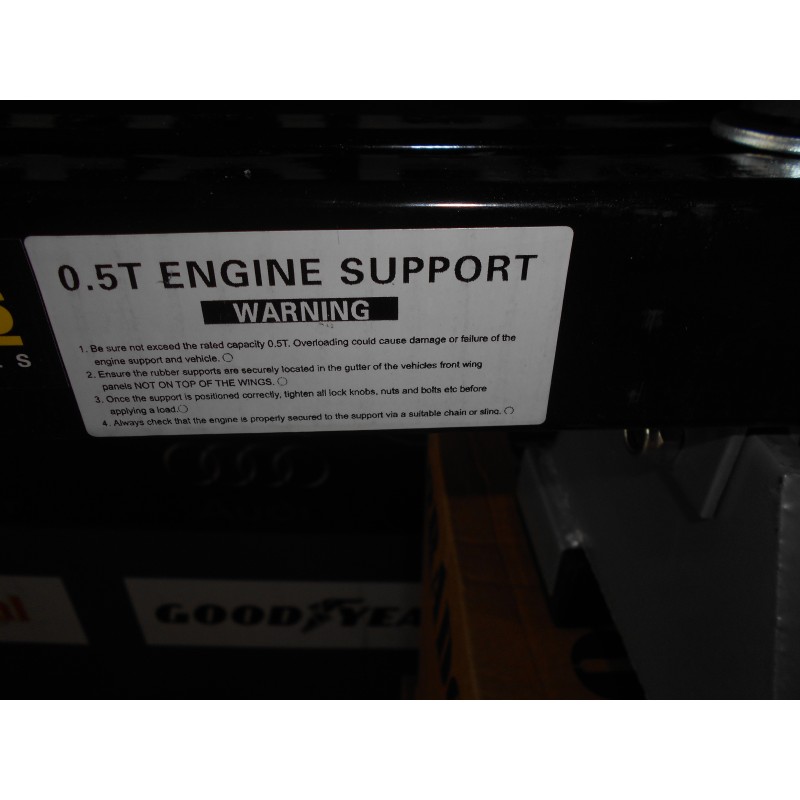 0.5T ENGINE SUPPORT
WARNING
1. Be sure not exceed the rated capacity 0.5T. Overloading could cause damage or failure of the
engine support and vehicle.
2. Ensure the rubber supports are securely located in the gutter of the vehicles front wing
panels NOT ON TOP OF THE WINGS.
3. Once the support is positioned correctly, tighten all lock knobs, nuts and bolts etc before
applying a load.
4. Always check that the engine is properly secured to the support via a suitable chain or sling.
LS
GOODYEA